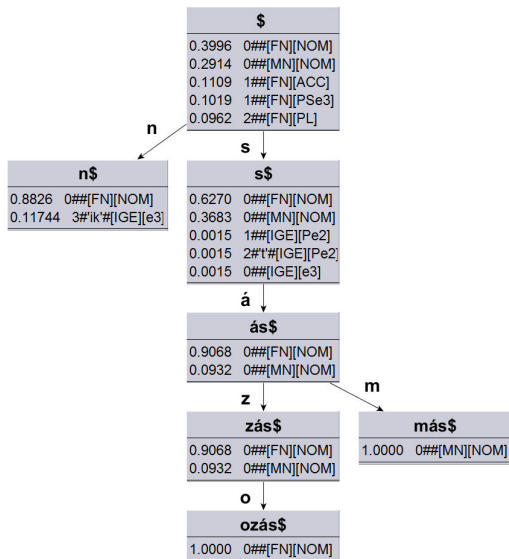 $
0.3996 0##[FN][NOM]
0.2914 0##[MN][NOM]
0.1109 1##[FN][ACC]
0.1019 1##[FN][PSe3]
0.0962 2##[FN][PL]
n
s
n$
0.8826 0##[FN][NOM]
0.11744 3#'ik'#[IGE][e3]
s$
0.6270 0##[FN][NOM]
0.3683 0##[MN][NOM]
0.0015 1##[IGE][Pe2]
0.0015 2#'t'#[IGE][Pe2]
0.0015 0##[IGE][e3]
á
ás$
0.9068 0##[FN][NOM]
0.0932 0##[MN][NOM]
z
m
zás$
0.9068 0##[FN][NOM]
0.0932 0##[MN][NOM]
más$
1.0000 0##[MN][NOM]
o
ozás$
1.0000 0##[FN][NOM]